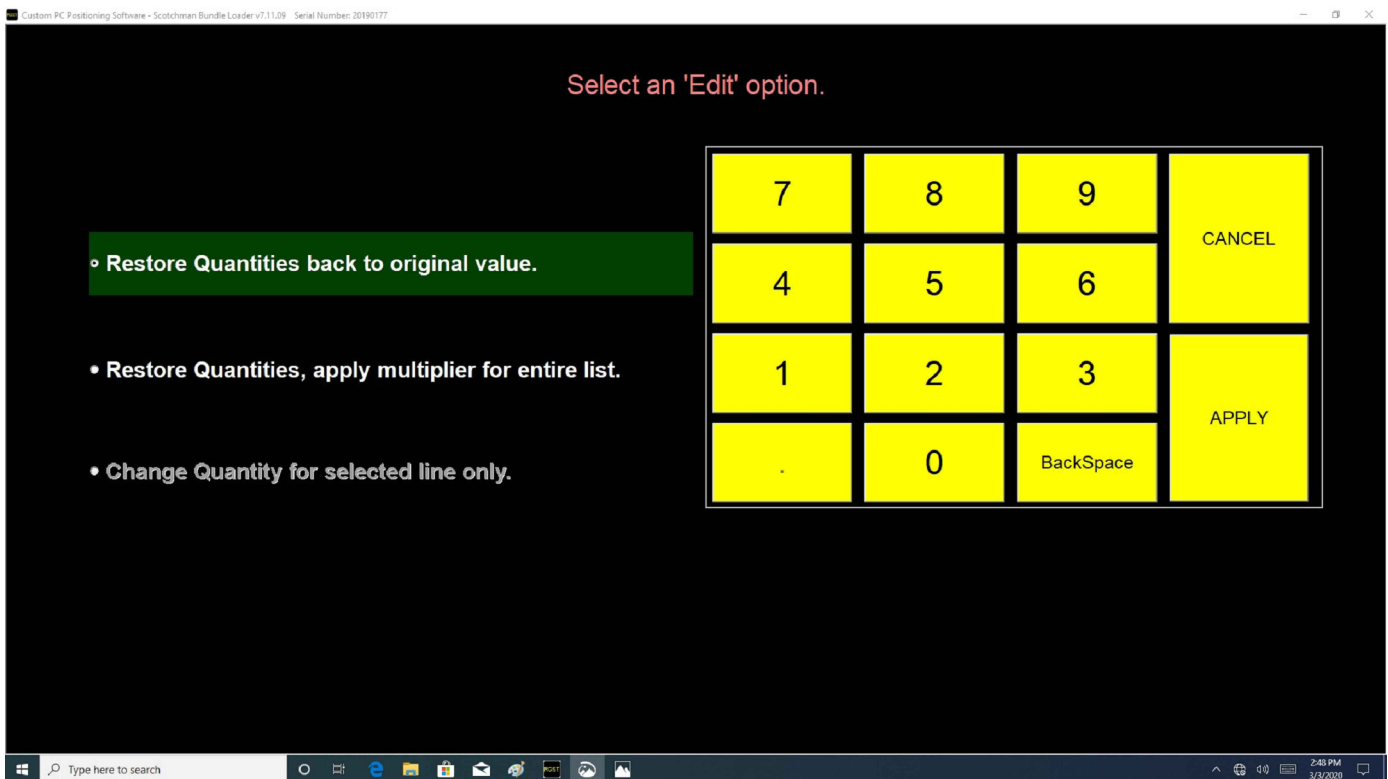 Custom PC Positioning Software - Scotchman Bundle Loader v7.11.09 Serial Number: 20190177
Select an 'Edit' option.
Restore Quantities back to original value.
Restore Quantities, apply multiplier for entire list.
Change Quantity for selected line only.
7 8 9 CANCEL
4 5 6
1 2 3 APPLY
. 0 BackSpace
Type here to search
2:48 PM
3/3/2020